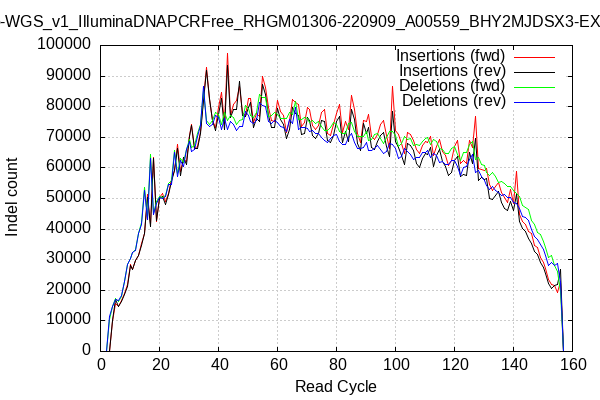 -WGS_v1_IlluminaDNAPCRFree_RHGM01306-220909_A00559_BHY2MJDSX3-EX
Insertions (fwd)
Insertions (rev)
Deletions (fwd)
Deletions (rev)
100000
90000
80000
70000
60000
50000
40000
30000
20000
10000
0
Indel count
0 20 40 60 80 100 120 140 160
Read Cycle